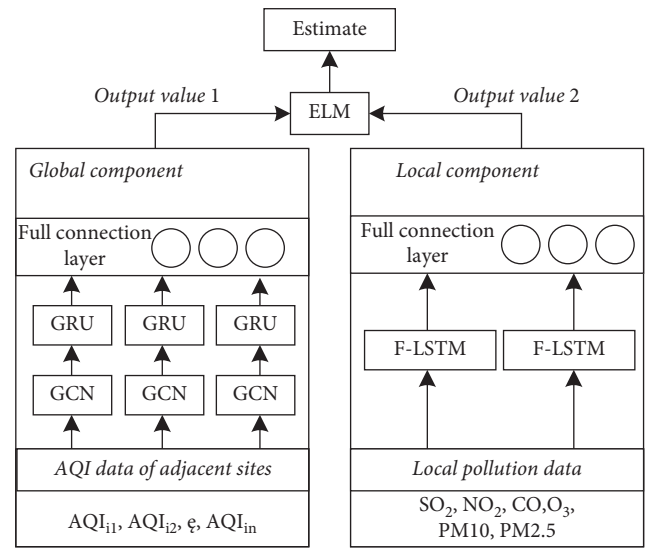 Estimate
Output value 1
Output value 2
ELM
Global component
Full connection
layer
GRU GRU GRU
GCN GCN GCN
AQI data of adjacent sites
AQIi1, AQIi2, ę, AQIin
Local component
Full connection
layer
F-LSTM F-LSTM
Local pollution data
SO2, NO2, CO,O3,
PM10, PM2.5